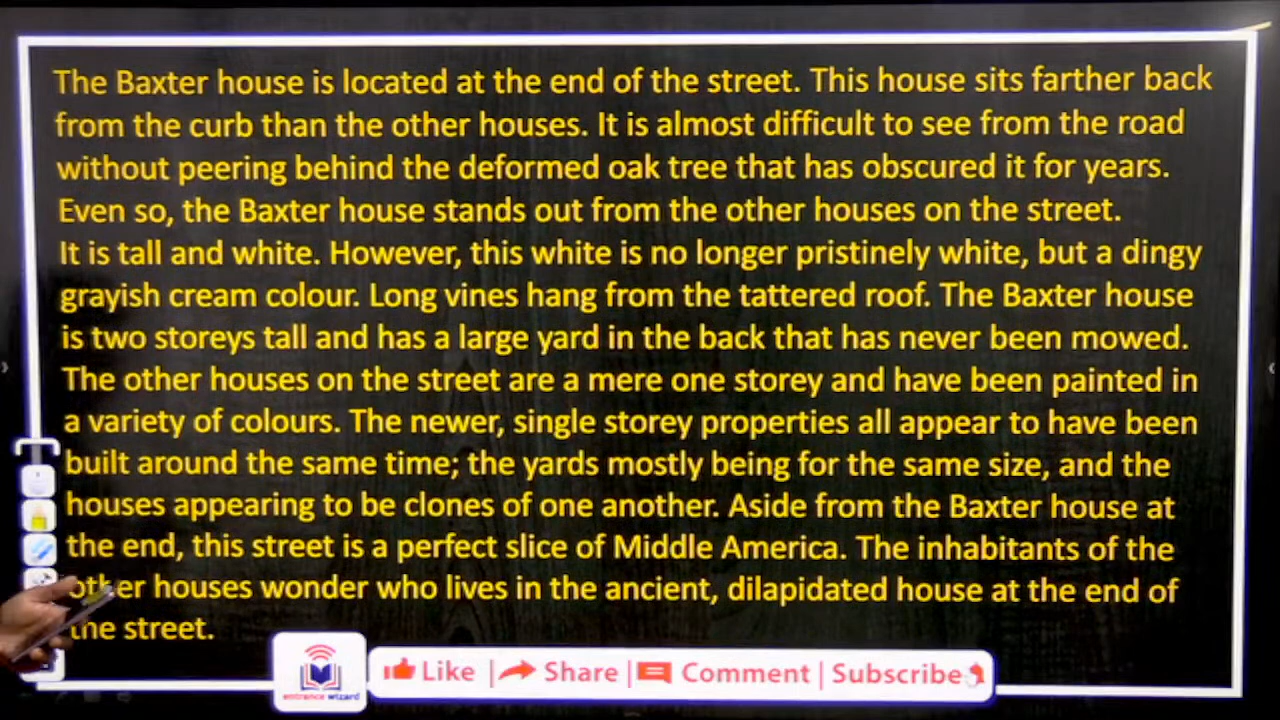 The Baxter house is located at the end of the street. This house sits farther back
from the curb than the other houses. It is almost difficult to see from the road
without peering behind the deformed oak tree that has obscured it for years.
Even so, the Baxter house stands out from the other houses on the street.
It is tall and white. However, this white is no longer pristinely white, but a dingy
grayish cream colour. Long vines hang from the tattered roof. The Baxter house
is two storeys tall and has a large yard in the back that has never been mowed.
The other houses on the street are a mere one storey and have been painted in
a variety of colours. The newer, single storey properties all appear to have been
built around the same time; the yards mostly being for the same size, and the
houses appearing to be clones of one another. Aside from the Baxter house at
the end, this street is a perfect slice of Middle America. The inhabitants of the
other houses wonder who lives in the ancient, dilapidated house at the end of
the street.
entrance wizard
Like | Share | Comment | Subscribe